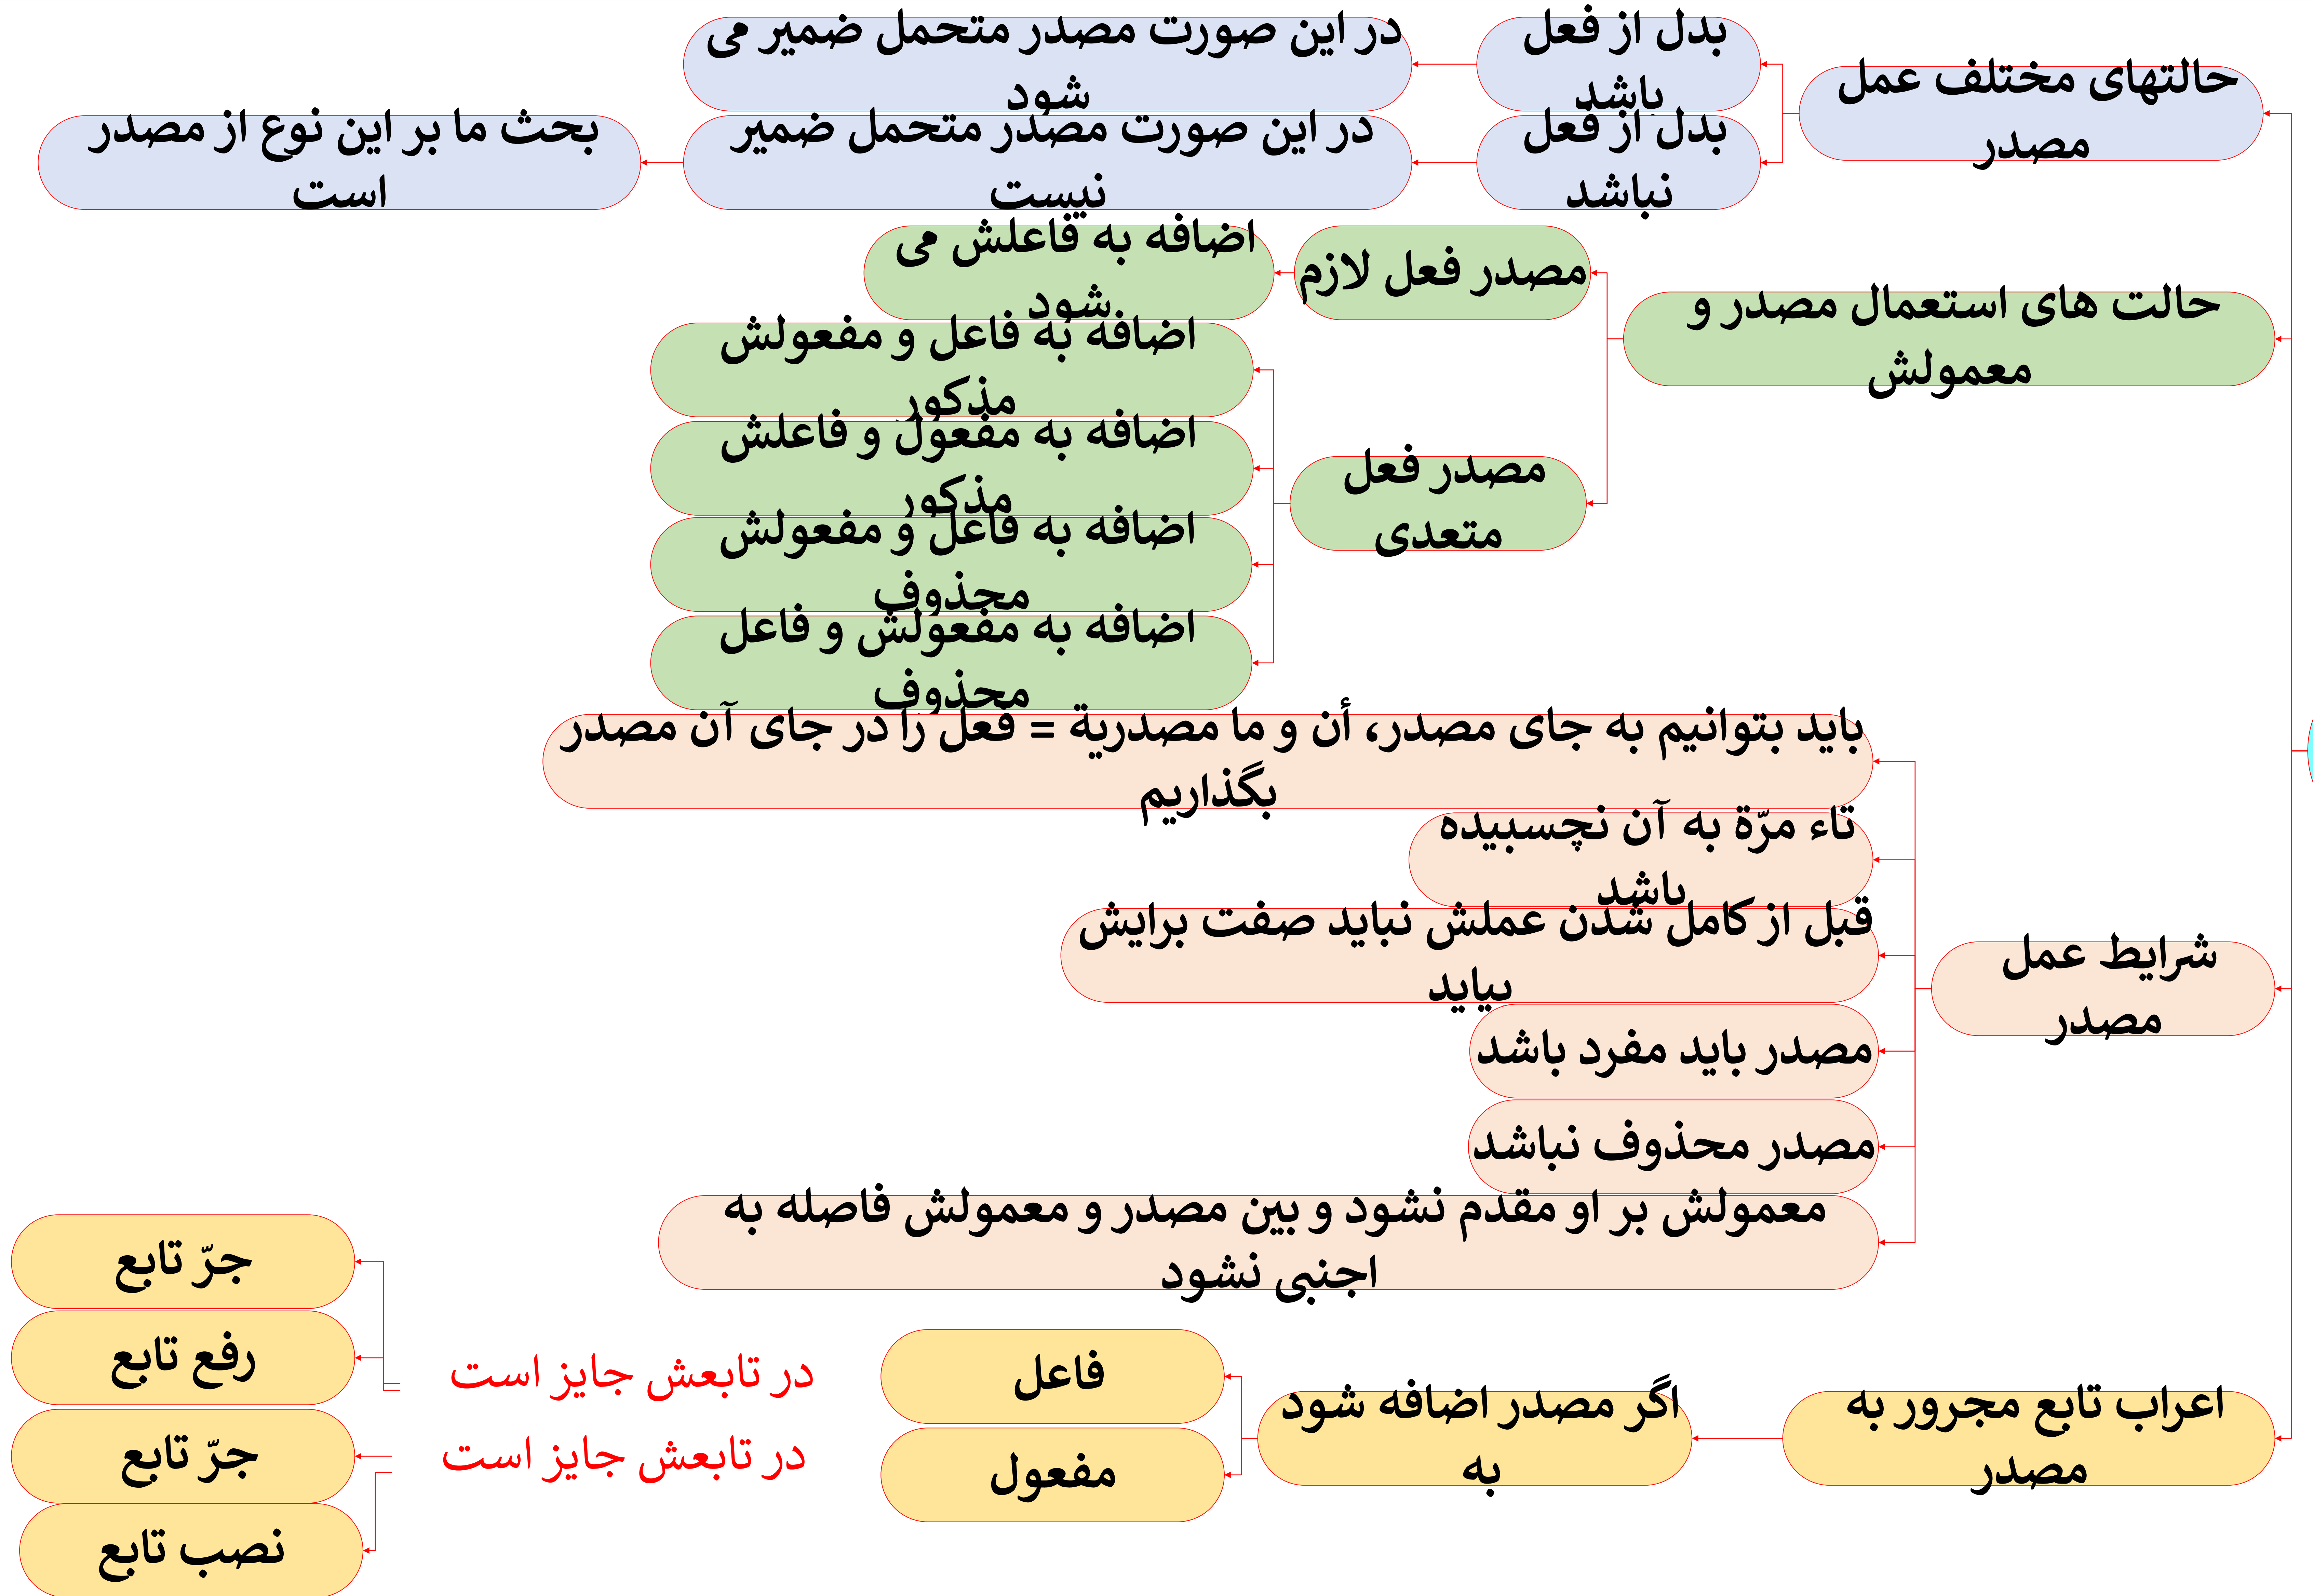 حالتهای مختلف عمل
مصدر
بدل از فعل
باشد
در این صورت مصدر متحمل ضمیر می
شود
بدل از فعل
نباشد
در این صورت مصدر متحمل ضمیر
نیست
بحث ما بر این نوع از مصدر
است
حالت های استعمال مصدر و
معمولش
مصدر فعل لازم
اضافه به فاعلش می
شود
مصدر فعل
متعدی
اضافه به فاعل و مفعولش
مذکور
اضافه به مفعول و فاعلش
مذکور
اضافه به فاعل و مفعولش
محذوف
اضافه به مفعولش و فاعل
محذوف
شرایط عمل
مصدر
باید بتوانیم به جای مصدر، أن و ما مصدریة = فعل را در جای آن مصدر
بگذاریم
تاء مرّة به آن نچسبیده
باشد
قبل از کامل شدن عملش نباید صفت برایش
بیاید
مصدر باید مفرد باشد
مصدر محذوف نباشد
معمولش بر او مقدم نشود و بین مصدر و معمولش فاصله به
اجنبی نشود
اعراب تابع مجرور به
مصدر
اگر مصدر اضافه شود
به
فاعل
در تابعش جایز است
جرّ تابع
رفع تابع
مفعول
در تابعش جایز است
جرّ تابع
نصب تابع